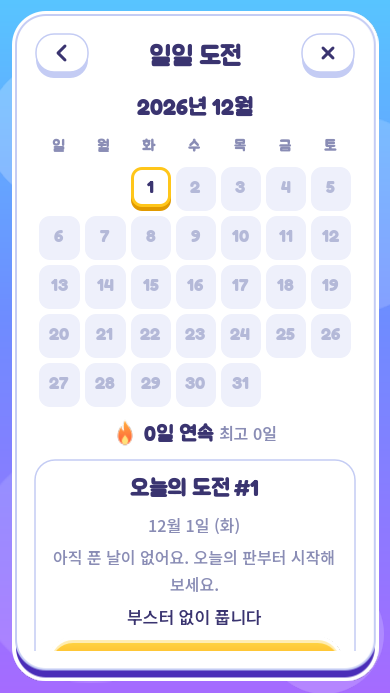 일일 도전
2026년 12월
일 월 화 수 목 금 토
1 2 3 4 5
6 7 8 9 10 11 12
13 14 15 16 17 18 19
20 21 22 23 24 25 26
27 28 29 30 31
0일 연속 최고 0일
오늘의 도전 #1
12월 1일 (화)
아직 푼 날이 없어요. 오늘의 판부터 시작해
보세요.
부스터 없이 풉니다